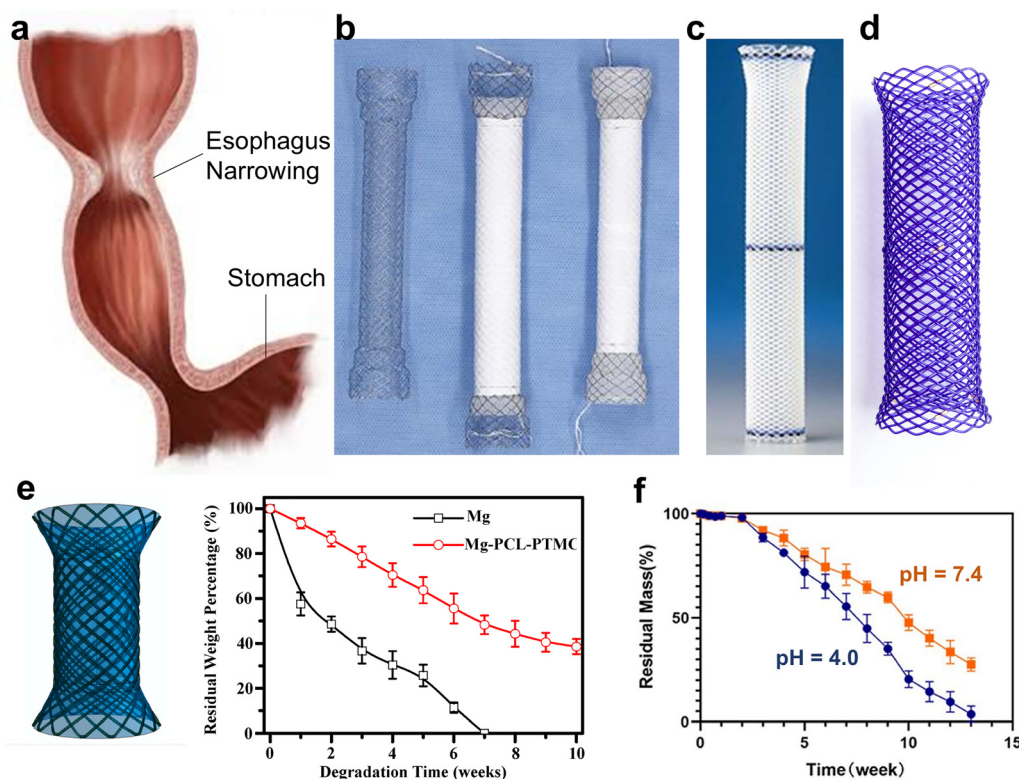 a
b
c
d
Esophagus
Narrowing
Stomach
e
Residual Weight Percentage (%)
100
80
60
40
20
0
Mg
Mg-PCL-PTMC
0 2 4 6 8 10
Degradation Time (weeks)
f
Residual Mass(%)
100
50
0
pH = 7.4
pH = 4.0
0 5 10 15
Time(week)